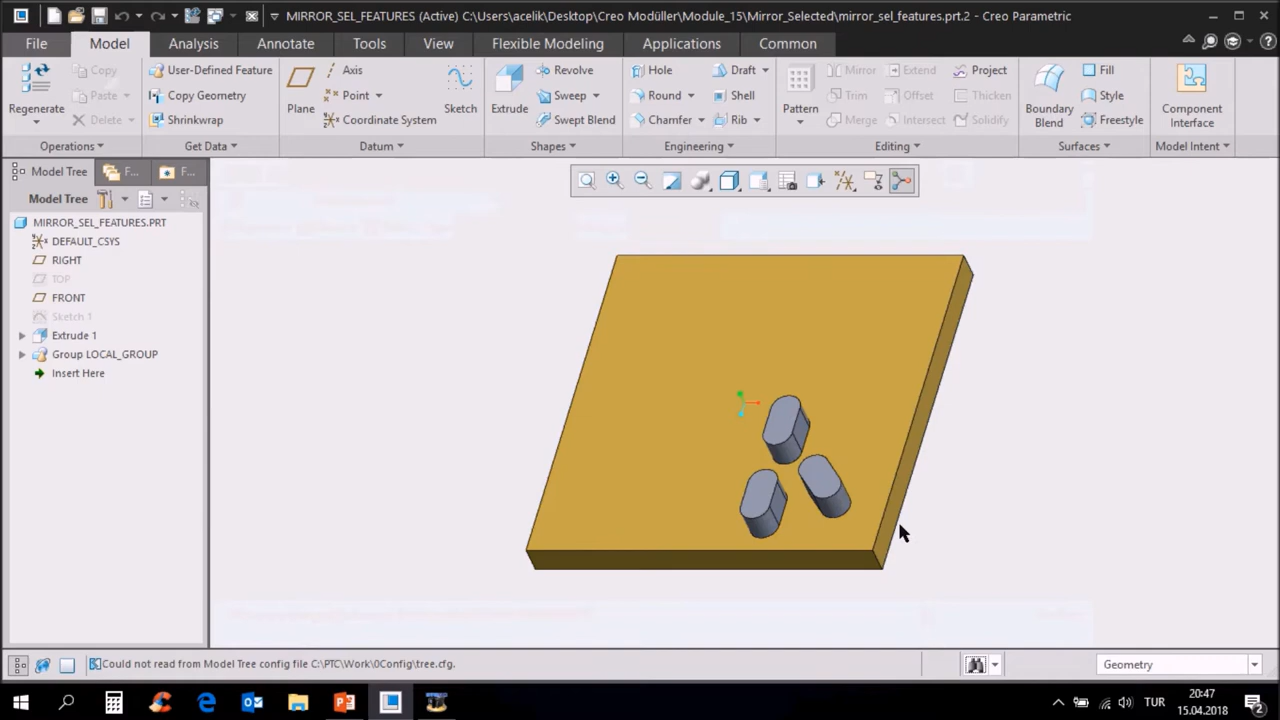 MIRROR_SEL_FEATURES (Active) C:\Users\acelik\Desktop\Creo Modüller\Module_15\Mirror_Selected\mirror_sel_features.prt.2 - Creo Parametric
File Model Analysis Annotate Tools View Flexible Modeling Applications Common
Regenerate
Copy
Paste
Delete
Operations
User-Defined Feature
Copy Geometry
Shrinkwrap
Get Data
Plane
Axis
Point
Coordinate System
Sketch
Datum
Extrude
Revolve
Sweep
Swept Blend
Shapes
Hole
Round
Chamfer
Draft
Shell
Rib
Engineering
Pattern
Mirror
Trim
Merge
Extend
Offset
Intersect
Project
Thicken
Solidify
Editing
Boundary
Blend
Fill
Style
Freestyle
Surfaces
Component
Interface
Model Intent
Model Tree F... F...
Model Tree
MIRROR_SEL_FEATURES.PRT
DEFAULT_CSYS
RIGHT
TOP
FRONT
Sketch 1
Extrude 1
Group LOCAL_GROUP
Insert Here
Could not read from Model Tree config file C:\PTC\Work\0Config\tree.cfg.
Geometry
TUR
20:47
15.04.2018
2